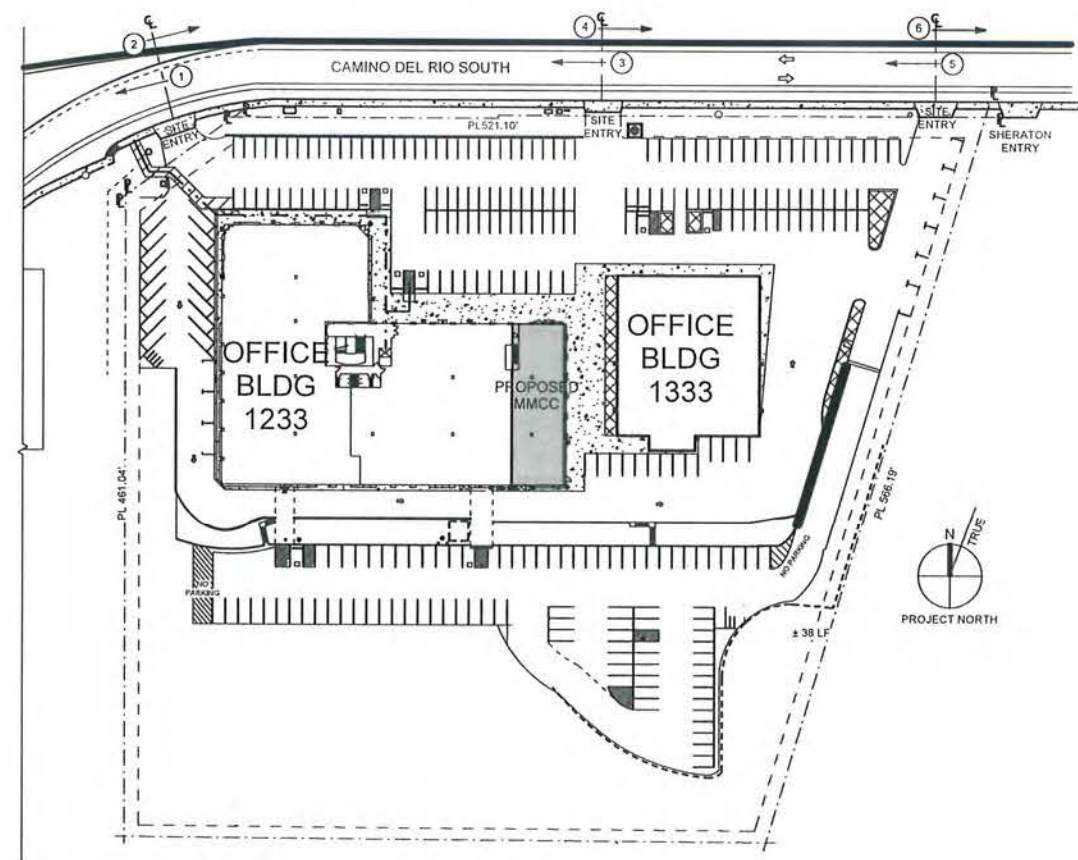 ℄
2
1
℄
4
3
℄
6
5
CAMINO DEL RIO SOUTH
SITE
ENTRY
PL521.10'
SITE
ENTRY
SITE
ENTRY
SHERATON
ENTRY
OFFICE
BLDG
1233
PROPOSED
MMCC
OFFICE
BLDG
1333
PL 461.04'
PL 566.19'
NO
PARKING
NO PARKING
± 38 LF
N
TRUE
PROJECT NORTH